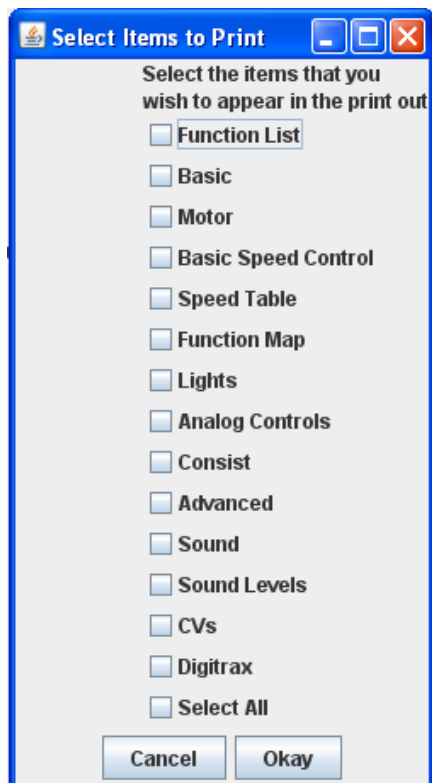 Select Items to Print
Select the items that you
wish to appear in the print out
Function List
Basic
Motor
Basic Speed Control
Speed Table
Function Map
Lights
Analog Controls
Consist
Advanced
Sound
Sound Levels
CVs
Digitrax
Select All
Cancel Okay